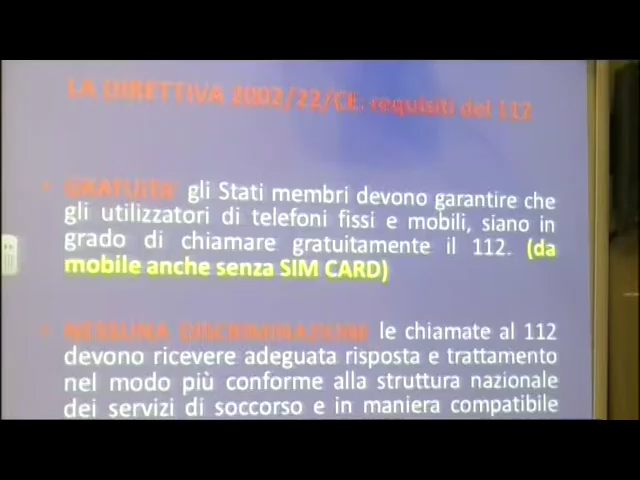 LA DIRETTIVA 2002/22/CE. requisiti del 112
• GRATUITA' gli Stati membri devono garantire che
gli utilizzatori di telefoni fissi e mobili, siano in
grado di chiamare gratuitamente il 112. (da
mobile anche senza SIM CARD)
• NESSUNA DISCRIMINAZIONE le chiamate al 112
devono ricevere adeguata risposta e trattamento
nel modo più conforme alla struttura nazionale
dei servizi di soccorso e in maniera compatibile